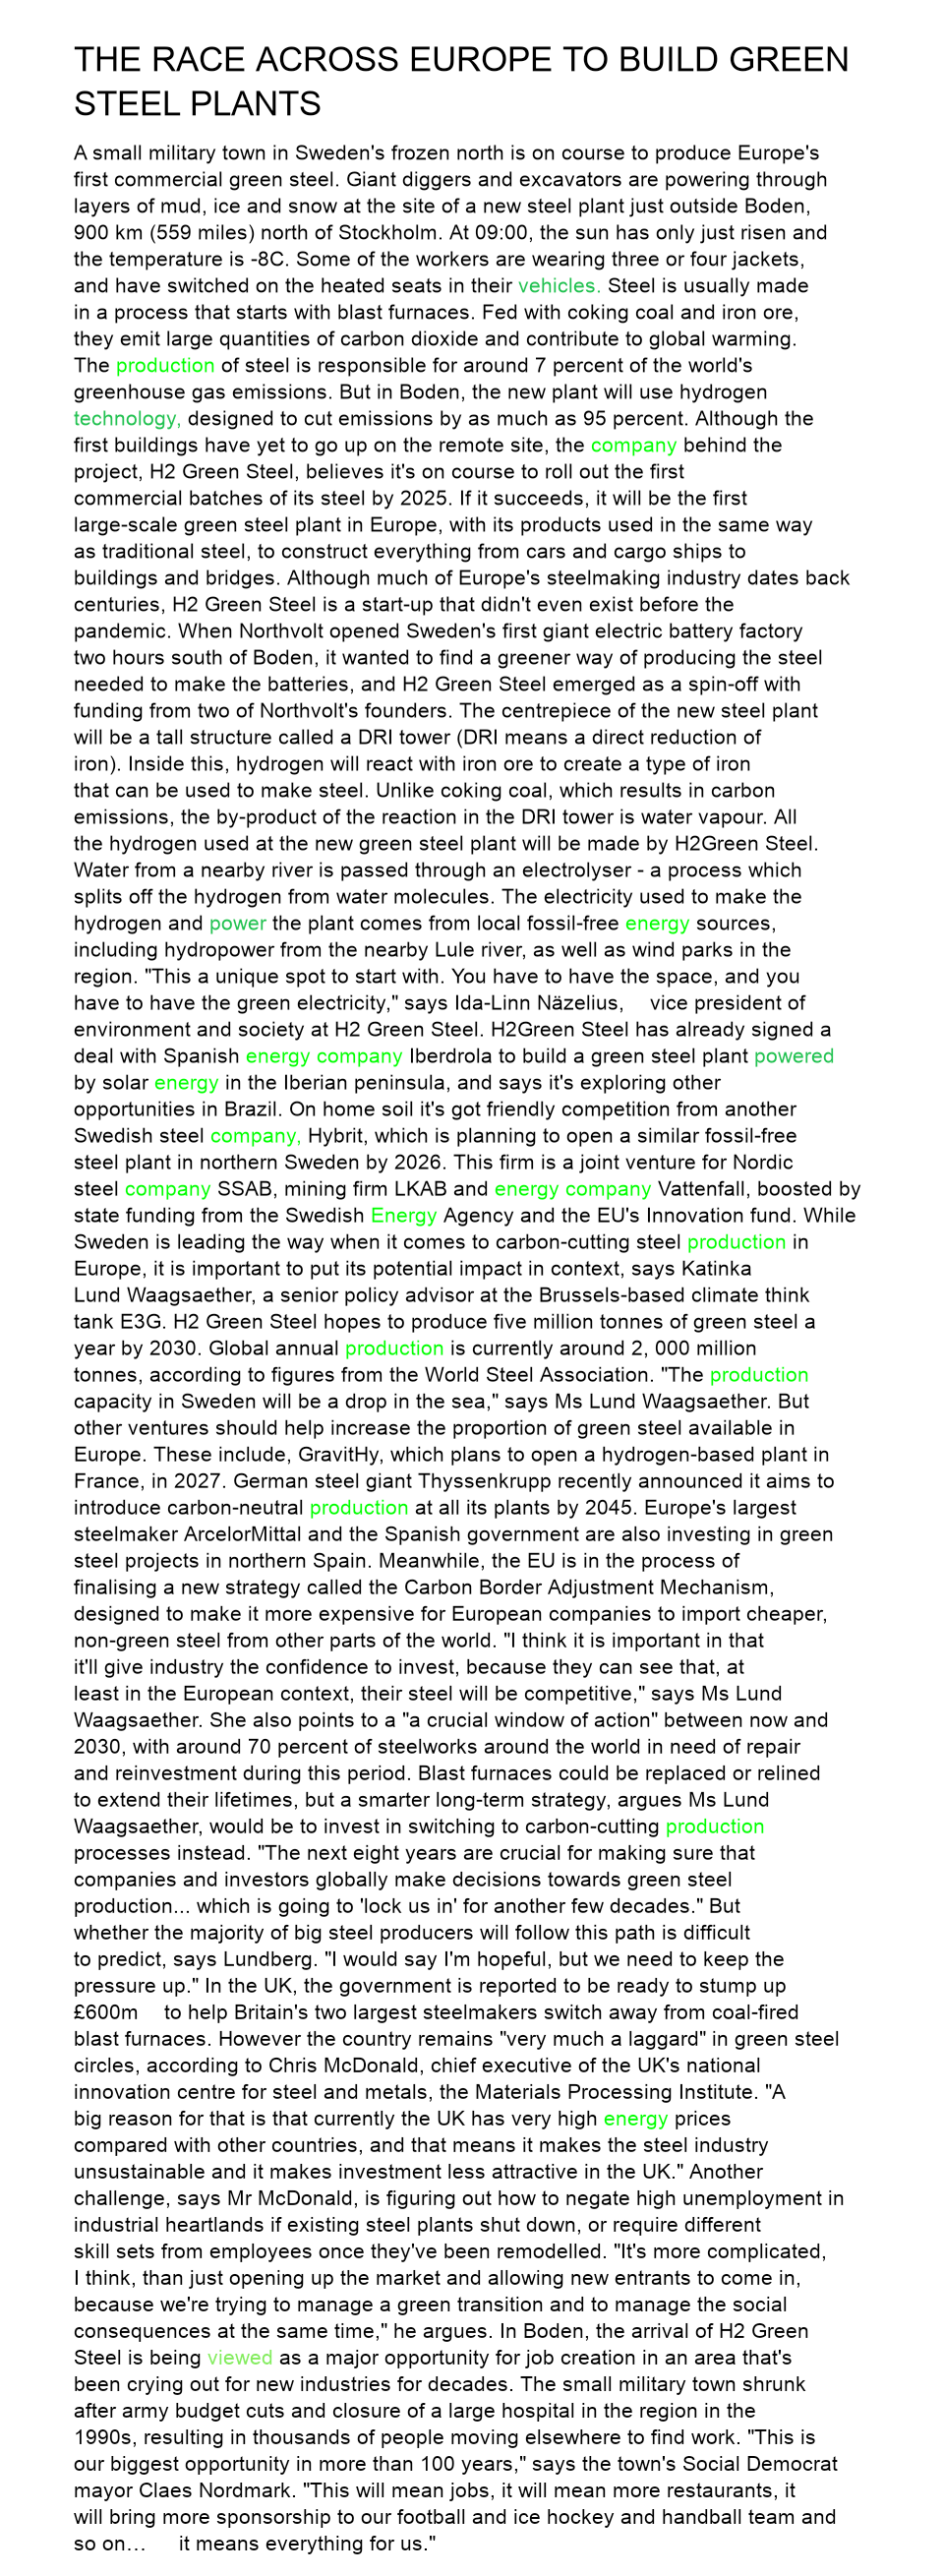 THE RACE ACROSS EUROPE TO BUILD GREEN
STEEL PLANTS
A small military town in Sweden's frozen north is on course to produce Europe's
first commercial green steel. Giant diggers and excavators are powering through
layers of mud, ice and snow at the site of a new steel plant just outside Boden,
900 km (559 miles) north of Stockholm. At 09:00, the sun has only just risen and
the temperature is -8C. Some of the workers are wearing three or four jackets,
and have switched on the heated seats in their vehicles. Steel is usually made
in a process that starts with blast furnaces. Fed with coking coal and iron ore,
they emit large quantities of carbon dioxide and contribute to global warming.
The production of steel is responsible for around 7 percent of the world's
greenhouse gas emissions. But in Boden, the new plant will use hydrogen
technology, designed to cut emissions by as much as 95 percent. Although the
first buildings have yet to go up on the remote site, the company behind the
project, H2 Green Steel, believes it's on course to roll out the first
commercial batches of its steel by 2025. If it succeeds, it will be the first
large-scale green steel plant in Europe, with its products used in the same way
as traditional steel, to construct everything from cars and cargo ships to
buildings and bridges. Although much of Europe's steelmaking industry dates back
centuries, H2 Green Steel is a start-up that didn't even exist before the
pandemic. When Northvolt opened Sweden's first giant electric battery factory
two hours south of Boden, it wanted to find a greener way of producing the steel
needed to make the batteries, and H2 Green Steel emerged as a spin-off with
funding from two of Northvolt's founders. The centrepiece of the new steel plant
will be a tall structure called a DRI tower (DRI means a direct reduction of
iron). Inside this, hydrogen will react with iron ore to create a type of iron
that can be used to make steel. Unlike coking coal, which results in carbon
emissions, the by-product of the reaction in the DRI tower is water vapour. All
the hydrogen used at the new green steel plant will be made by H2Green Steel.
Water from a nearby river is passed through an electrolyser - a process which
splits off the hydrogen from water molecules. The electricity used to make the
hydrogen and power the plant comes from local fossil-free energy sources,
including hydropower from the nearby Lule river, as well as wind parks in the
region. "This a unique spot to start with. You have to have the space, and you
have to have the green electricity," says Ida-Linn Näzelius, vice president of
environment and society at H2 Green Steel. H2Green Steel has already signed a
deal with Spanish energy company Iberdrola to build a green steel plant powered
by solar energy in the Iberian peninsula, and says it's exploring other
opportunities in Brazil. On home soil it's got friendly competition from another
Swedish steel company, Hybrit, which is planning to open a similar fossil-free
steel plant in northern Sweden by 2026. This firm is a joint venture for Nordic
steel company SSAB, mining firm LKAB and energy company Vattenfall, boosted by
state funding from the Swedish Energy Agency and the EU's Innovation fund. While
Sweden is leading the way when it comes to carbon-cutting steel production in
Europe, it is important to put its potential impact in context, says Katinka
Lund Waagsaether, a senior policy advisor at the Brussels-based climate think
tank E3G. H2 Green Steel hopes to produce five million tonnes of green steel a
year by 2030. Global annual production is currently around 2, 000 million
tonnes, according to figures from the World Steel Association. "The production
capacity in Sweden will be a drop in the sea," says Ms Lund Waagsaether. But
other ventures should help increase the proportion of green steel available in
Europe. These include, GravitHy, which plans to open a hydrogen-based plant in
France, in 2027. German steel giant Thyssenkrupp recently announced it aims to
introduce carbon-neutral production at all its plants by 2045. Europe's largest
steelmaker ArcelorMittal and the Spanish government are also investing in green
steel projects in northern Spain. Meanwhile, the EU is in the process of
finalising a new strategy called the Carbon Border Adjustment Mechanism,
designed to make it more expensive for European companies to import cheaper,
non-green steel from other parts of the world. "I think it is important in that
it'll give industry the confidence to invest, because they can see that, at
least in the European context, their steel will be competitive," says Ms Lund
Waagsaether. She also points to a "a crucial window of action" between now and
2030, with around 70 percent of steelworks around the world in need of repair
and reinvestment during this period. Blast furnaces could be replaced or relined
to extend their lifetimes, but a smarter long-term strategy, argues Ms Lund
Waagsaether, would be to invest in switching to carbon-cutting production
processes instead. "The next eight years are crucial for making sure that
companies and investors globally make decisions towards green steel
production... which is going to 'lock us in' for another few decades." But
whether the majority of big steel producers will follow this path is difficult
to predict, says Lundberg. "I would say I'm hopeful, but we need to keep the
pressure up." In the UK, the government is reported to be ready to stump up
£600m to help Britain's two largest steelmakers switch away from coal-fired
blast furnaces. However the country remains "very much a laggard" in green steel
circles, according to Chris McDonald, chief executive of the UK's national
innovation centre for steel and metals, the Materials Processing Institute. "A
big reason for that is that currently the UK has very high energy prices
compared with other countries, and that means it makes the steel industry
unsustainable and it makes investment less attractive in the UK." Another
challenge, says Mr McDonald, is figuring out how to negate high unemployment in
industrial heartlands if existing steel plants shut down, or require different
skill sets from employees once they've been remodelled. "It's more complicated,
I think, than just opening up the market and allowing new entrants to come in,
because we're trying to manage a green transition and to manage the social
consequences at the same time," he argues. In Boden, the arrival of H2 Green
Steel is being viewed as a major opportunity for job creation in an area that's
been crying out for new industries for decades. The small military town shrunk
after army budget cuts and closure of a large hospital in the region in the
1990s, resulting in thousands of people moving elsewhere to find work. "This is
our biggest opportunity in more than 100 years," says the town's Social Democrat
mayor Claes Nordmark. "This will mean jobs, it will mean more restaurants, it
will bring more sponsorship to our football and ice hockey and handball team and
so on… it means everything for us."